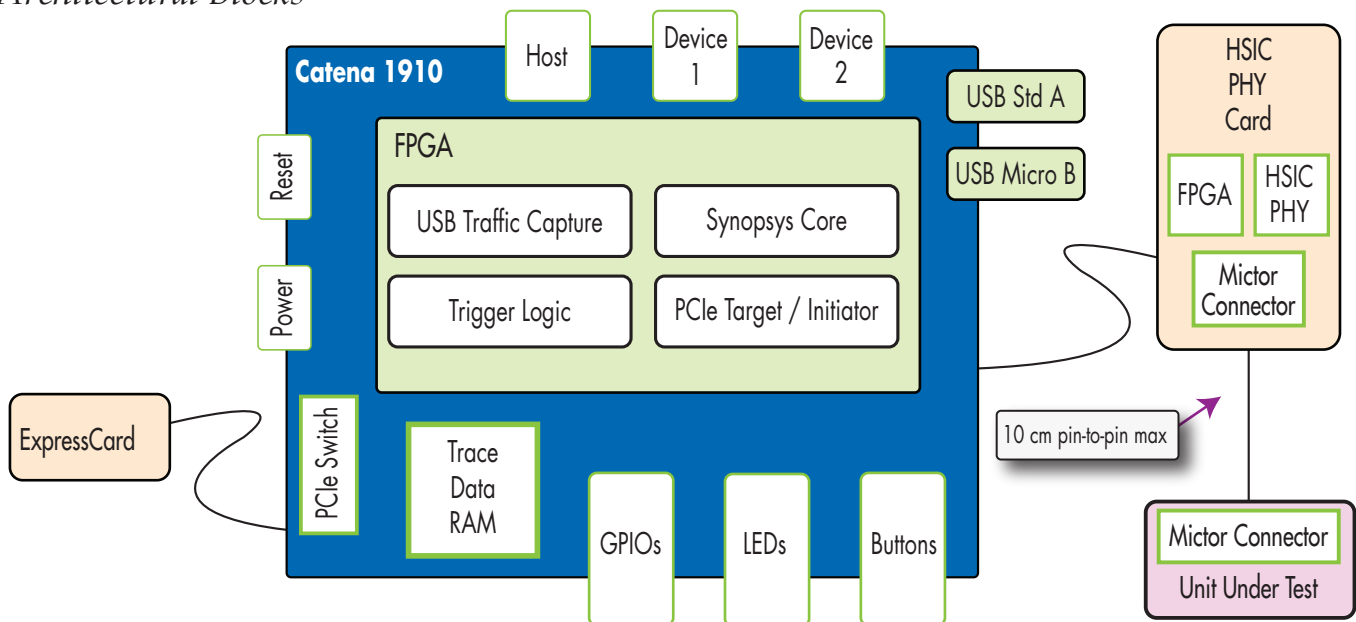 Architectural Blocks
Catena 1910
Host
Device
1
Device
2
USB Std A
USB Micro B
Reset
Power
FPGA
USB Traffic Capture
Synopsys Core
Trigger Logic
PCIe Target / Initiator
PCIe Switch
Trace
Data
RAM
GPIOs
LEDs
Buttons
ExpressCard
HSIC
PHY
Card
FPGA
HSIC
PHY
Mictor
Connector
10 cm pin-to-pin max
Mictor Connector
Unit Under Test